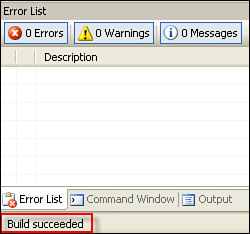 Error List
0 Errors 0 Warnings 0 Messages
Description
Error List Command Window Output
Build succeeded